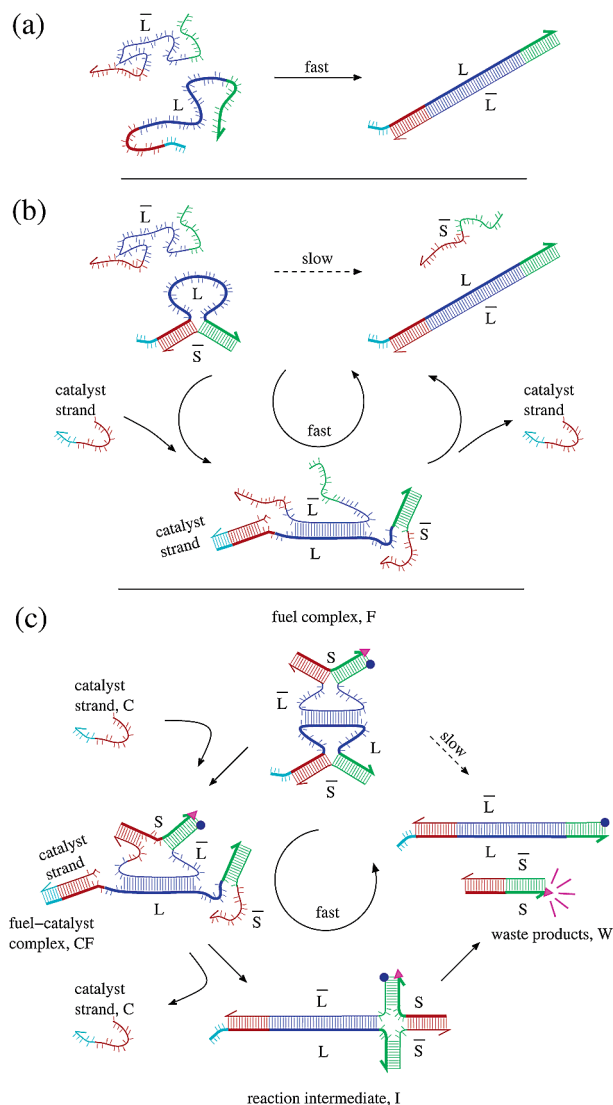 (a)
L̅
L
fast
L
L̅
(b)
L̅
L
S̅
slow
S̅
L
L̅
catalyst
strand
fast
catalyst
strand
catalyst
strand
L̅
L
S̅
fuel complex, F
(c)
S
L̅
L
S̅
catalyst
strand, C
slow
catalyst
strand
S
L̅
L
S̅
fuel−catalyst
complex, CF
fast
L̅
L
S̅
S
waste products, W
catalyst
strand, C
L̅
L
S
S̅
reaction intermediate, I